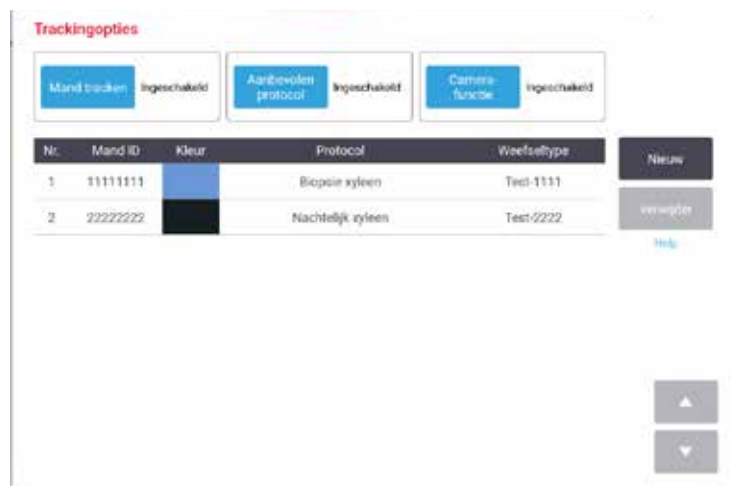 Trackingopties
Mand tracken Ingeschakeld
Aanbevolen protocol Ingeschakeld
Camera-functie Ingeschakeld
Nr. Mand ID Kleur Protocol Weefseltype
1 11111111 Biopsie xyleen Test-1111
2 22222222 Nachtelijk xyleen Test-2222
Nieuw
Verwijder
Help